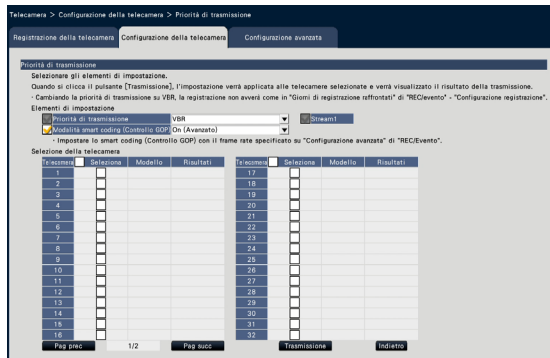 Telecamera > Configurazione della telecamera > Priorità di trasmissione
Registrazione della telecamera Configurazione della telecamera Configurazione avanzata
Priorità di trasmissione
Selezionare gli elementi di impostazione.
Quando si clicca il pulsante [Trasmissione], l'impostazione verrà applicata alle telecamere selezionate e verrà visualizzato il risultato della trasmissione.
· Cambiando la priorità di trasmissione su VBR, la registrazione non avverrà come in "Giorni di registrazione raffrontati" di "REC/evento" - "Configurazione registrazione".
Elementi di impostazione
Priorità di trasmissione VBR Stream1
Modalità smart coding (Controllo GOP) On (Avanzato)
· Impostare lo smart coding (Controllo GOP) con il frame rate specificato su "Configurazione avanzata" di "REC/Evento".
Selezione della telecamera
Telecamera Seleziona Modello Risultati Telecamera Seleziona Modello Risultati
1 17
2 18
3 19
4 20
5 21
6 22
7 23
8 24
9 25
10 26
11 27
12 28
13 29
14 30
15 31
16 32
Pag prec 1/2 Pag succ Trasmissione Indietro